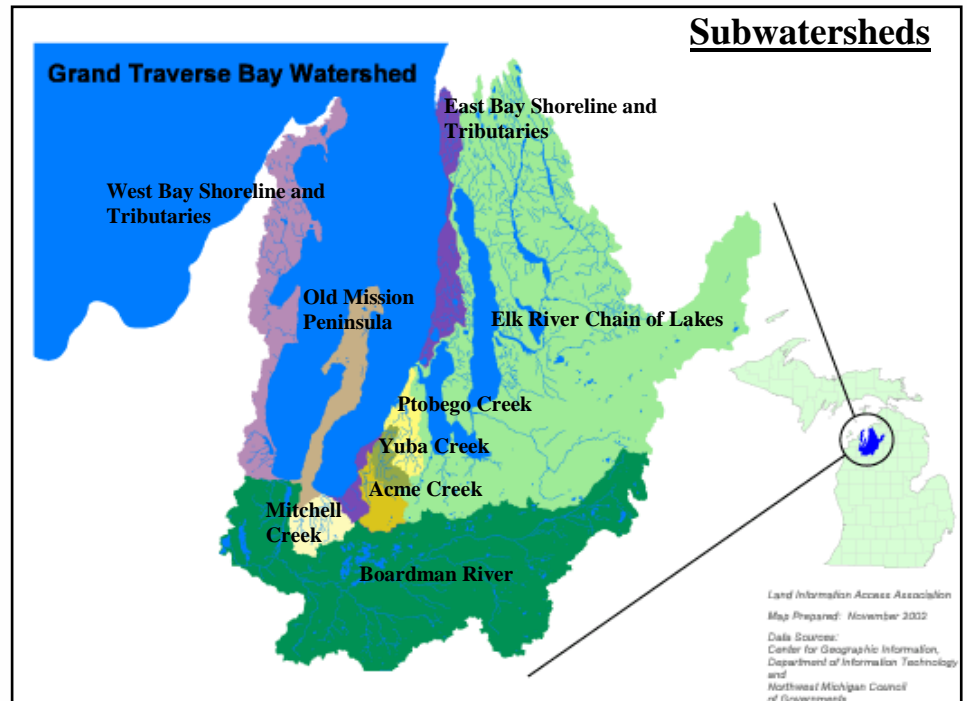 Subwatersheds
Grand Traverse Bay Watershed
East Bay Shoreline and
Tributaries
West Bay Shoreline and
Tributaries
Old Mission
Peninsula
Elk River Chain of Lakes
Ptobego Creek
Yuba Creek
Acme Creek
Mitchell
Creek
Boardman River
Land Information Access Association
Map Prepared: November 2002
Data Sources:
Center for Geographic Information,
Department of Information Technology
and
Northwest Michigan Council
of Governments